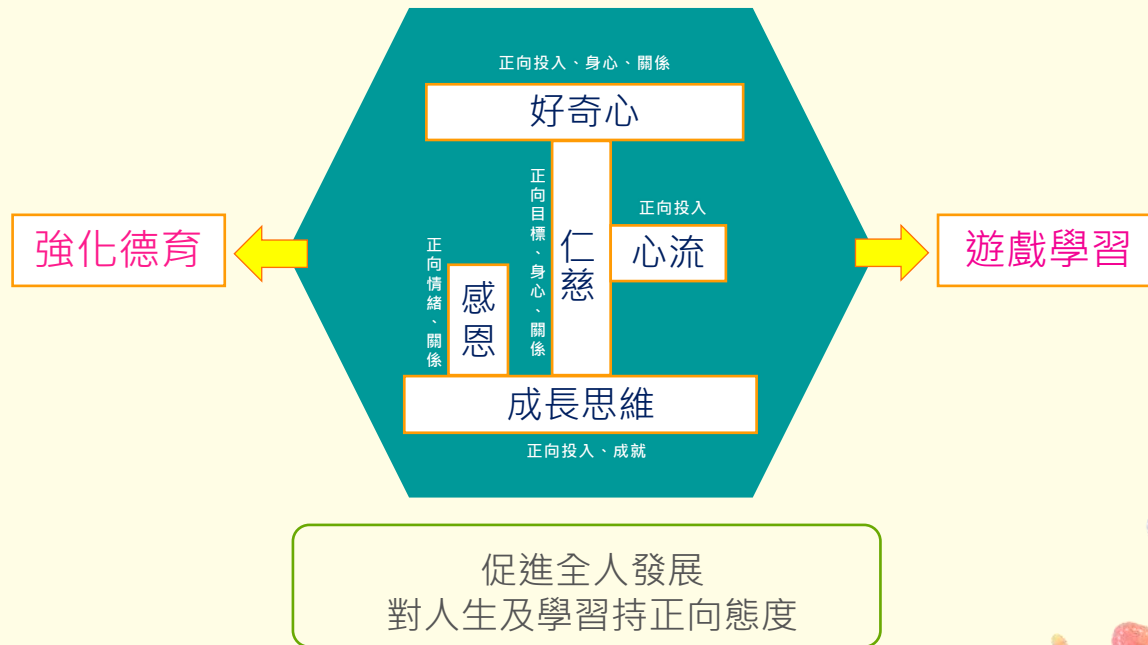 正向投入、身心、關係
好奇心
正向目標、身心、關係
仁慈
正向投入
心流
正向情緒、關係
感恩
成長思維
正向投入、成就
強化德育
遊戲學習
促進全人發展
對人生及學習持正向態度